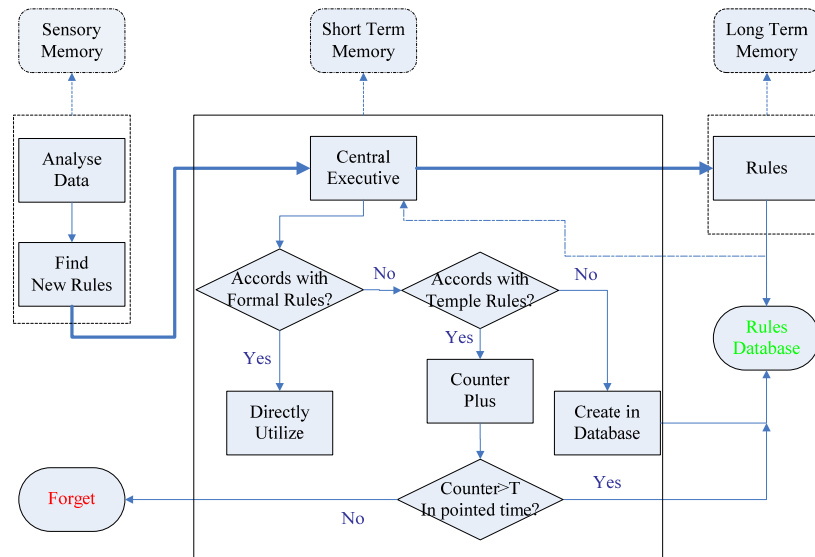 Sensory
Memory
Short Term
Memory
Long Term
Memory
Analyse
Data
Central
Executive
Rules
Find
New Rules
Accords with
Formal Rules?
No
Accords with
Temple Rules?
No
Yes
Yes
Rules
Database
Directly
Utilize
Counter
Plus
Create in
Database
Forget
No
Counter>T
In pointed time?
Yes